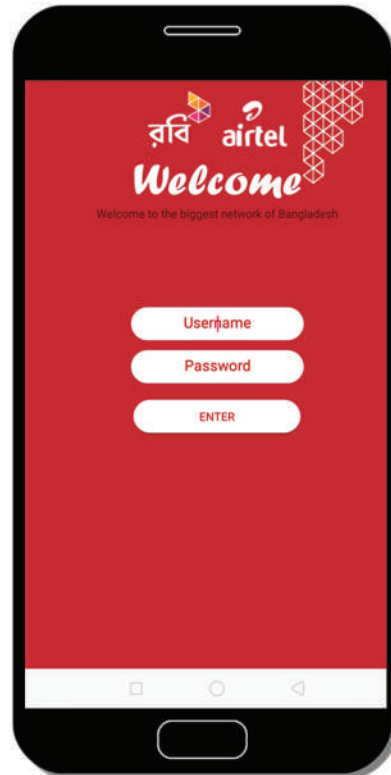 রবি airtel
Welcome
Welcome to the biggest network of Bangladesh
Username
Password
ENTER